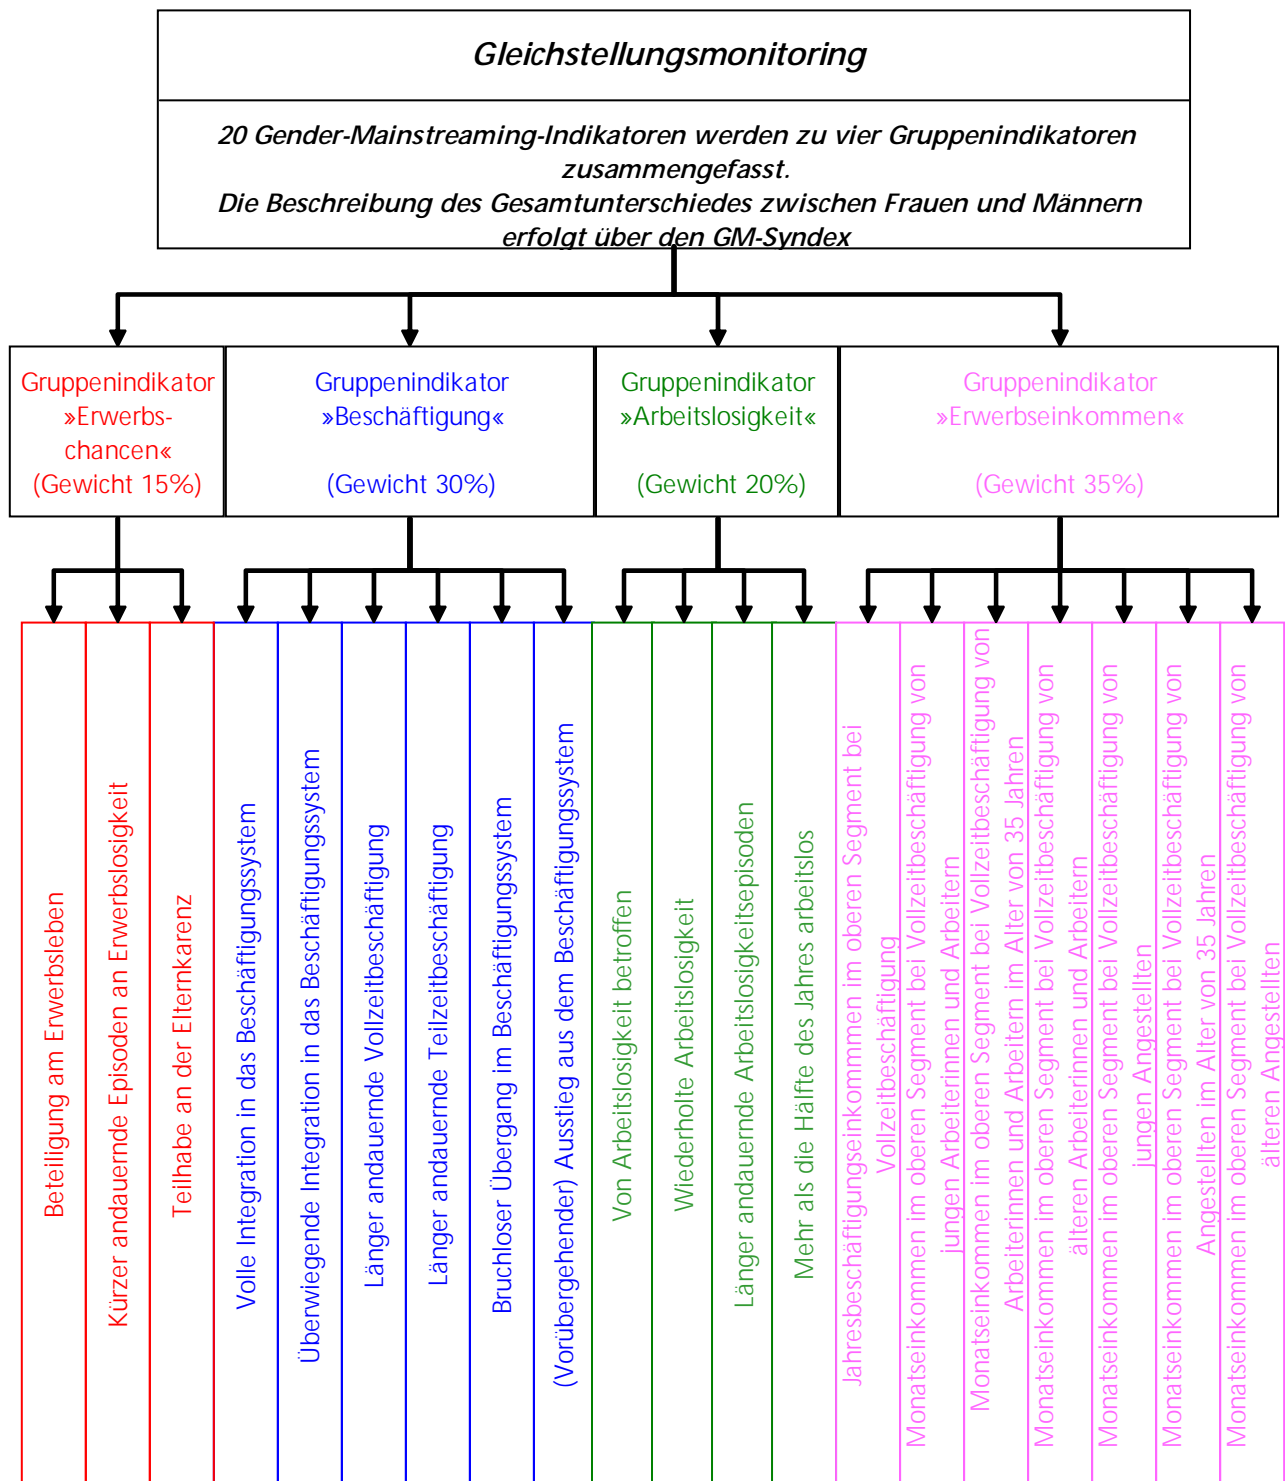 Gleichstellungsmonitoring
20 Gender-Mainstreaming-Indikatoren werden zu vier Gruppenindikatoren
zusammengefasst.
Die Beschreibung des Gesamtunterschiedes zwischen Frauen und Männern
erfolgt über den GM-Syndex
Gruppenindikator
»Erwerbs-
chancen«
(Gewicht 15%)
Gruppenindikator
»Beschäftigung«
(Gewicht 30%)
Gruppenindikator
»Arbeitslosigkeit«
(Gewicht 20%)
Gruppenindikator
»Erwerbseinkommen«
(Gewicht 35%)
Beteiligung am Erwerbsleben
Kürzer andauernde Episoden an Erwerbslosigkeit
Teilhabe an der Elternkarenz
Volle Integration in das Beschäftigungssystem
Überwiegende Integration in das Beschäftigungssystem
Länger andauernde Vollzeitbeschäftigung
Länger andauernde Teilzeitbeschäftigung
Bruchloser Übergang im Beschäftigungssystem
(Vorübergehender) Ausstieg aus dem Beschäftigungssystem
Von Arbeitslosigkeit betroffen
Wiederholte Arbeitslosigkeit
Länger andauernde Arbeitslosigkeitsepisoden
Mehr als die Hälfte des Jahres arbeitslos
Jahresbeschäftigungseinkommmen im oberen Segment bei
Vollzeitbeschäftigung
Monatseinkommen im oberen Segment bei Vollzeitbeschäftigung von
jungen Arbeiterinnen und Arbeitern
Monatseinkommen im oberen Segment bei Vollzeitbeschäftigung von
Arbeiterinnen und Arbeitern im Alter von 35 Jahren
Monatseinkommen im oberen Segment bei Vollzeitbeschäftigung von
älteren Arbeiterinnen und Arbeitern
Monatseinkommen im oberen Segment bei Vollzeitbeschäftigung von
jungen Angestellten
Monatseinkommen im oberen Segment bei Vollzeitbeschäftigung von
Angestellten im Alter von 35 Jahren
Monatseinkommen im oberen Segment bei Vollzeitbeschäftigung von
älteren Angestellten